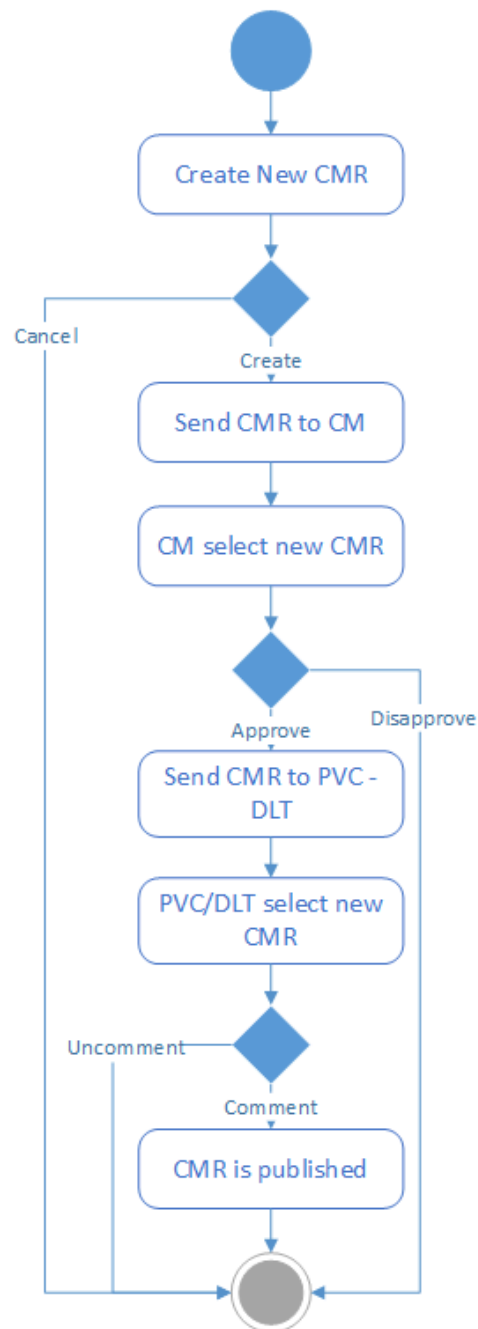 Create New CMR
Cancel
Create
Send CMR to CM
CM select new CMR
Disapprove
Approve
Send CMR to PVC -
DLT
PVC/DLT select new
CMR
Uncomment
Comment
CMR is published